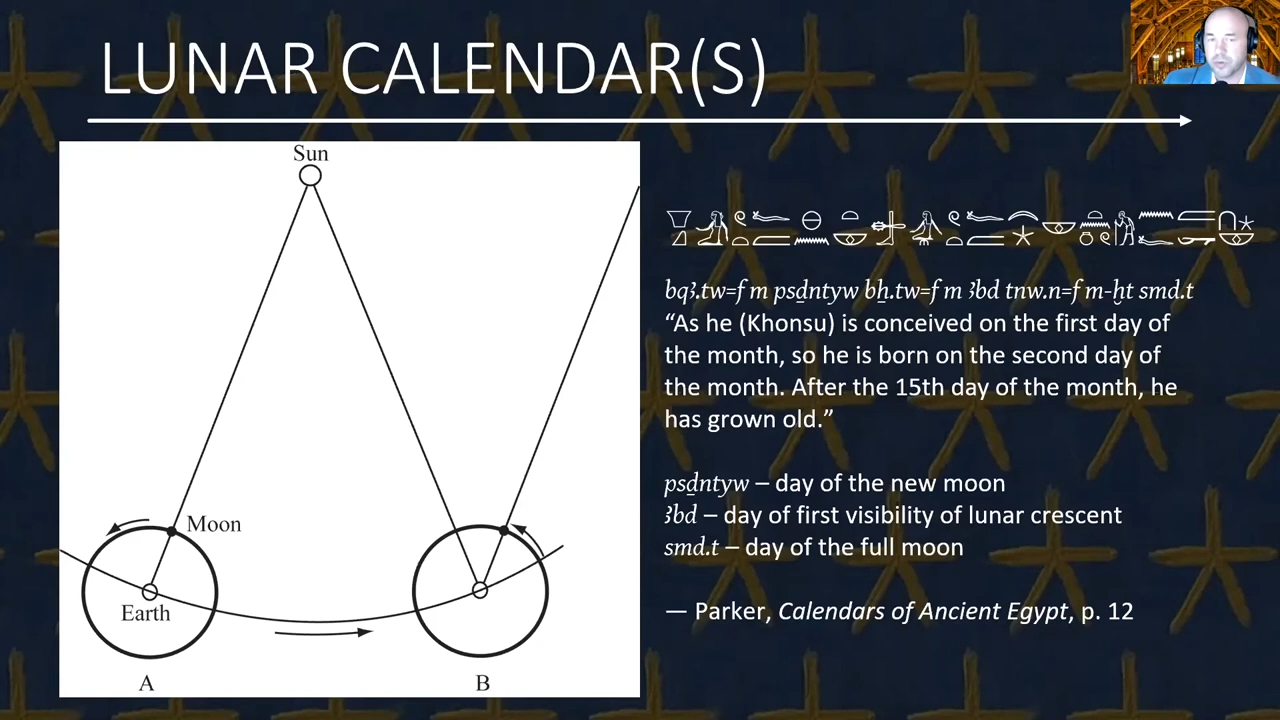 LUNAR CALENDAR(S)
Sun
Moon
Earth
A
B
bqꜣ.tw=f m psḏntyw bẖ.tw=f m ꜣbd tnw.n=f m-ḫt smd.t
“As he (Khonsu) is conceived on the first day of
the month, so he is born on the second day of
the month. After the 15th day of the month, he
has grown old.”
psḏntyw – day of the new moon
ꜣbd – day of first visibility of lunar crescent
smd.t – day of the full moon
— Parker, Calendars of Ancient Egypt, p. 12